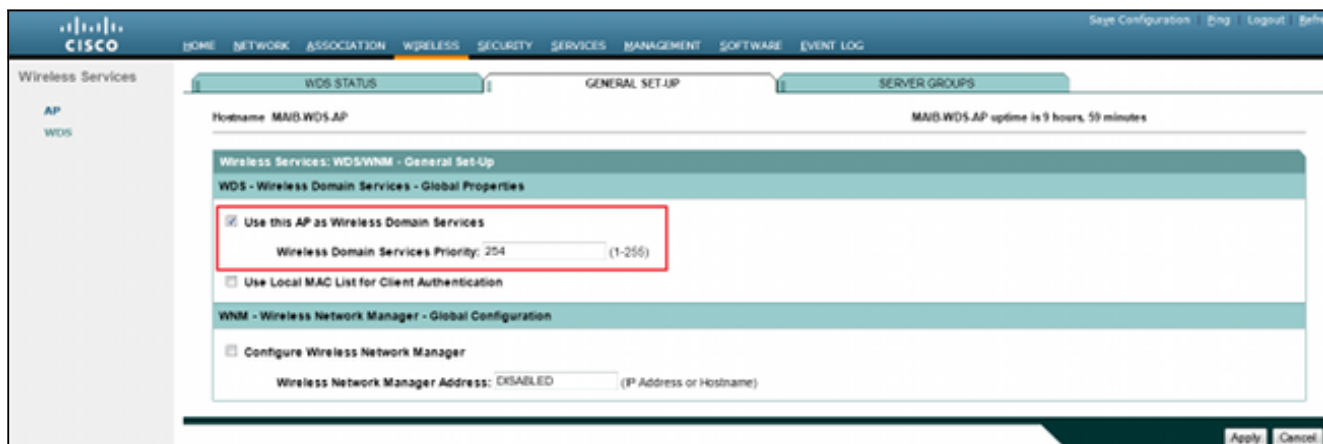 Save Configuration | Ping | Logout | Refre
CISCO
HOME NETWORK ASSOCIATION WIRELESS SECURITY SERVICES MANAGEMENT SOFTWARE EVENT LOG
Wireless Services
AP
WDS
WDS STATUS GENERAL SET-UP SERVER GROUPS
Hostname MAIB-WDS-AP MAIB-WDS-AP uptime is 9 hours, 59 minutes
Wireless Services: WDS/WNM - General Set-Up
WDS - Wireless Domain Services - Global Properties
Use this AP as Wireless Domain Services
Wireless Domain Services Priority: 254 (1-255)
Use Local MAC List for Client Authentication
WNM - Wireless Network Manager - Global Configuration
Configure Wireless Network Manager
Wireless Network Manager Address: DISABLED (IP Address or Hostname)
Apply Cancel